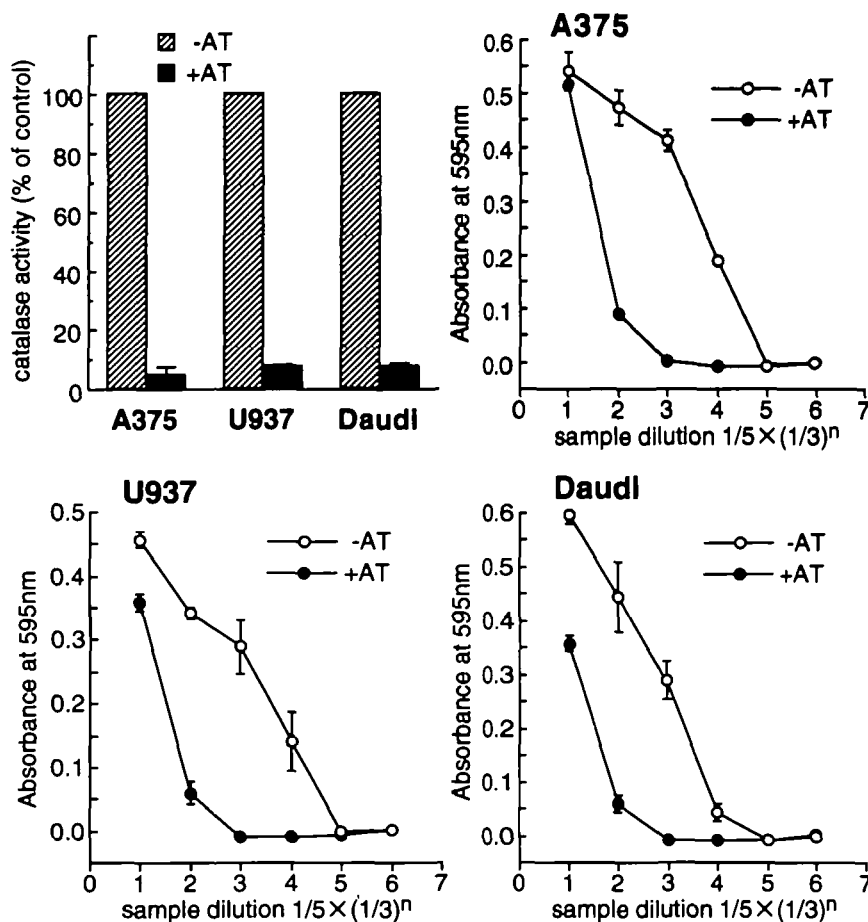 -AT
+AT
catalase activity (% of control)
100
80
60
40
20
0
A375 U937 Daudi
A375
-AT
+AT
Absorbance at 595nm
0.6
0.5
0.4
0.3
0.2
0.1
0.0
0 1 2 3 4 5 6 7
sample dilution 1/5×(1/3)ⁿ
U937
-AT
+AT
Absorbance at 595nm
0.5
0.4
0.3
0.2
0.1
0.0
0 1 2 3 4 5 6 7
sample dilution 1/5×(1/3)ⁿ
Daudi
-AT
+AT
Absorbance at 595nm
0.6
0.5
0.4
0.3
0.2
0.1
0.0
0 1 2 3 4 5 6 7
sample dilution 1/5×(1/3)ⁿ